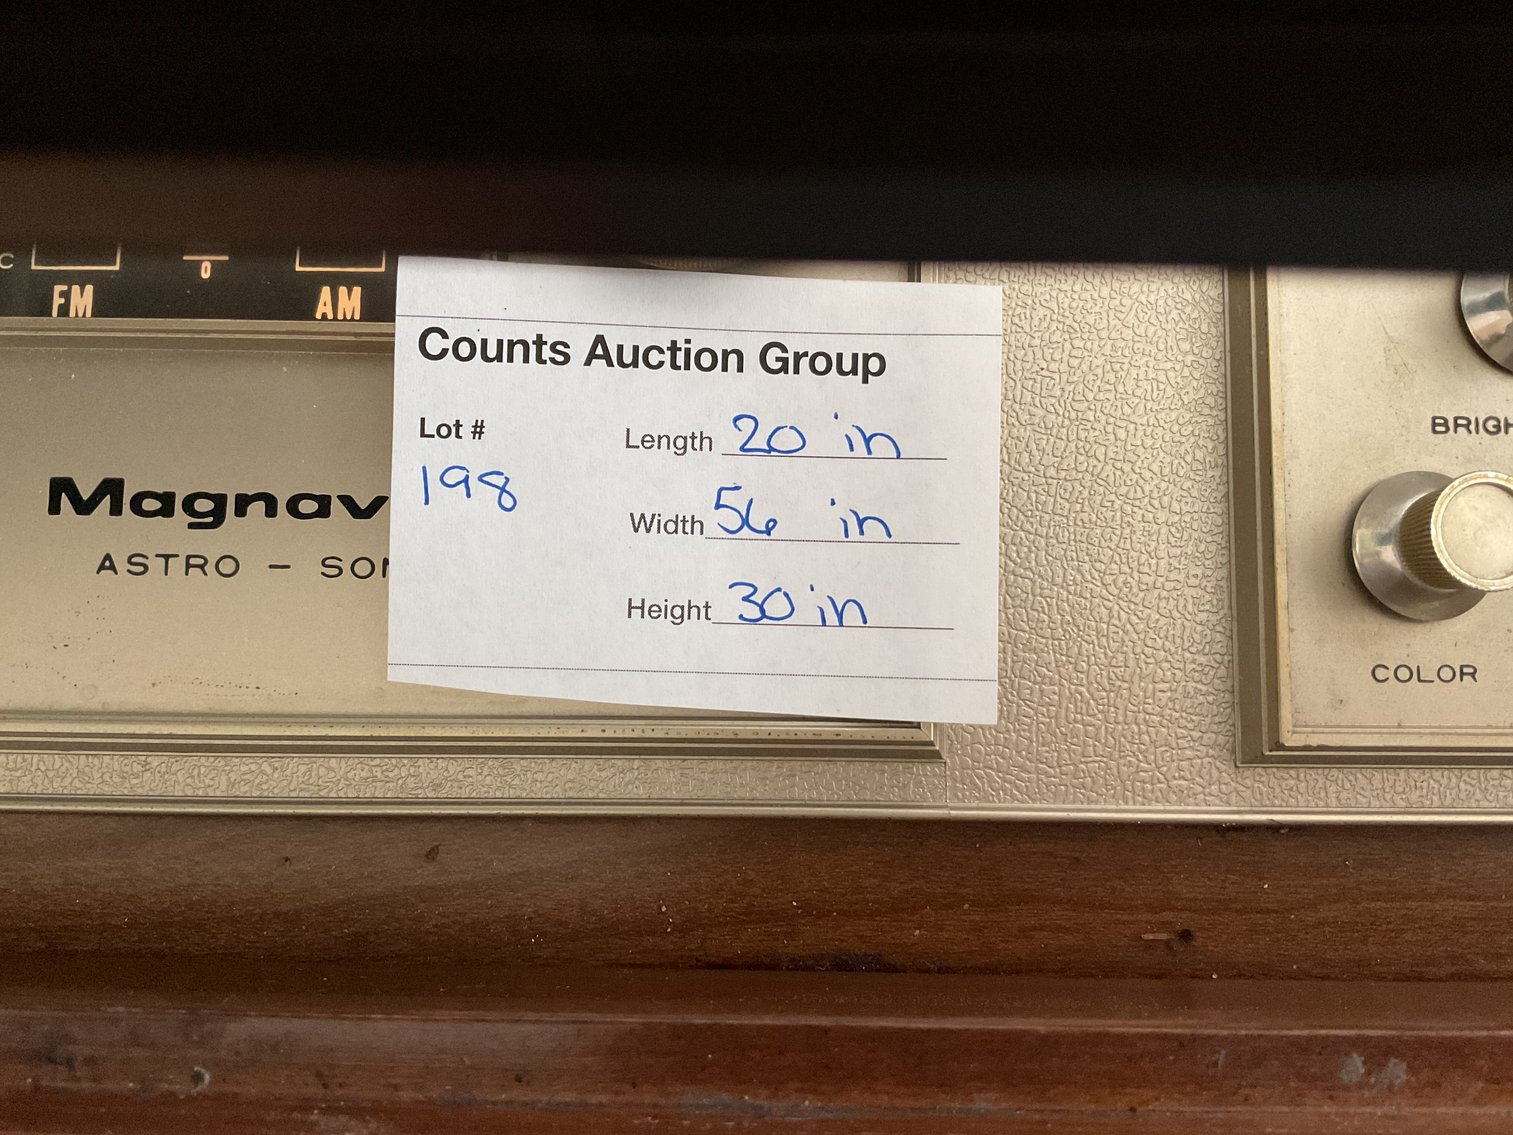 C
0
FM
AM
Counts Auction Group
Lot #
198
Length 20 in
Width 56 in
Height 30 in
Magnav
ASTRO - SON
BRIGH
COLOR